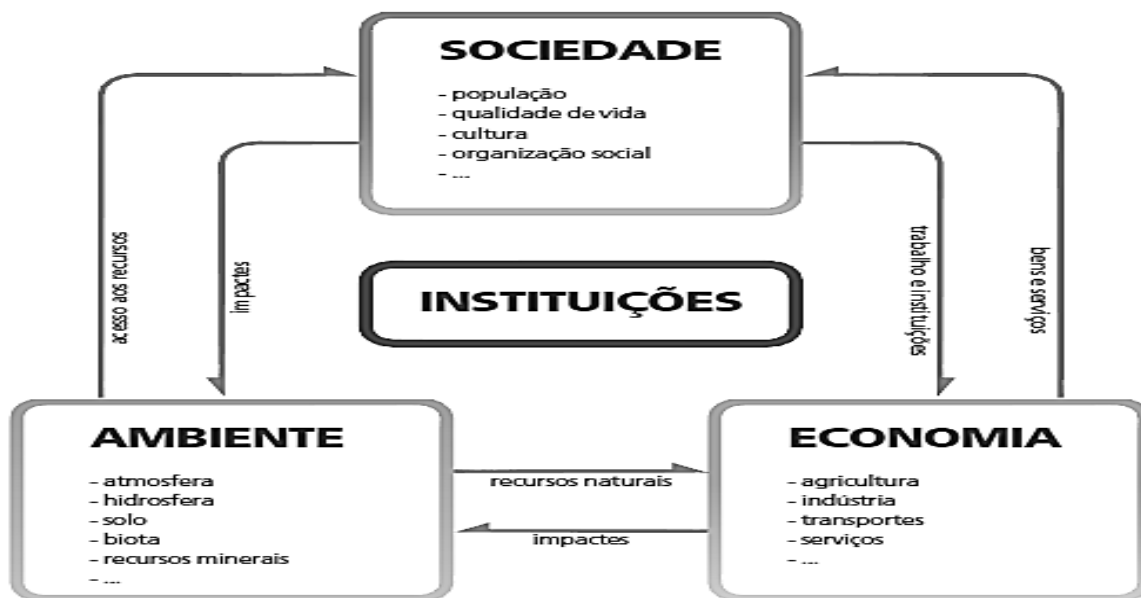 SOCIEDADE
- população
- qualidade de vida
- cultura
- organização social
- ...
acesso aos recursos
impactes
trabalho e instituições
bens e serviços
INSTITUIÇÕES
AMBIENTE
- atmosfera
- hidrosfera
- solo
- biota
- recursos minerais
- ...
recursos naturais
impactes
ECONOMIA
- agricultura
- indústria
- transportes
- serviços
- ...